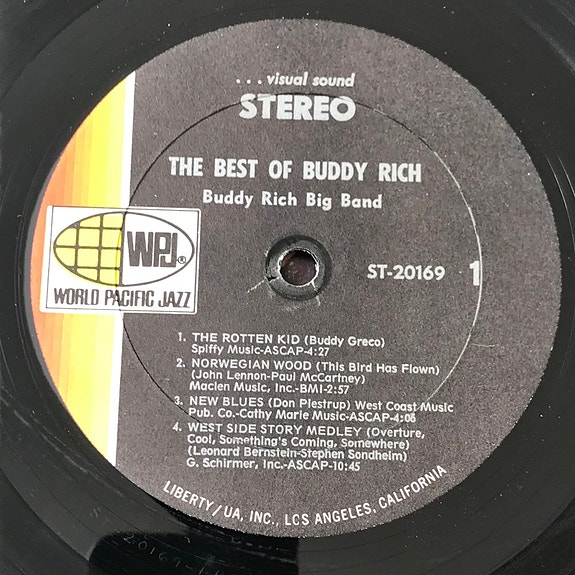 ...visual sound
STEREO
THE BEST OF BUDDY RICH
Buddy Rich Big Band
WPJ®
WORLD PACIFIC JAZZ
ST-20169 1
1. THE ROTTEN KID (Buddy Greco)
Spiffy Music-ASCAP-4:27
2. NORWEGIAN WOOD (This Bird Has Flown)
(John Lennon-Paul McCartney)
Maclen Music, Inc.-BMI-2:57
3. NEW BLUES (Don Piestrup) West Coast Music
Pub. Co.-Cathy Marie Music-ASCAP-4:06
4. WEST SIDE STORY MEDLEY (Overture,
Cool, Something's Coming, Somewhere)
(Leonard Bernstein-Stephen Sondheim)
G. Schirmer, Inc.-ASCAP-10:45
LIBERTY/UA, INC., LOS ANGELES, CALIFORNIA